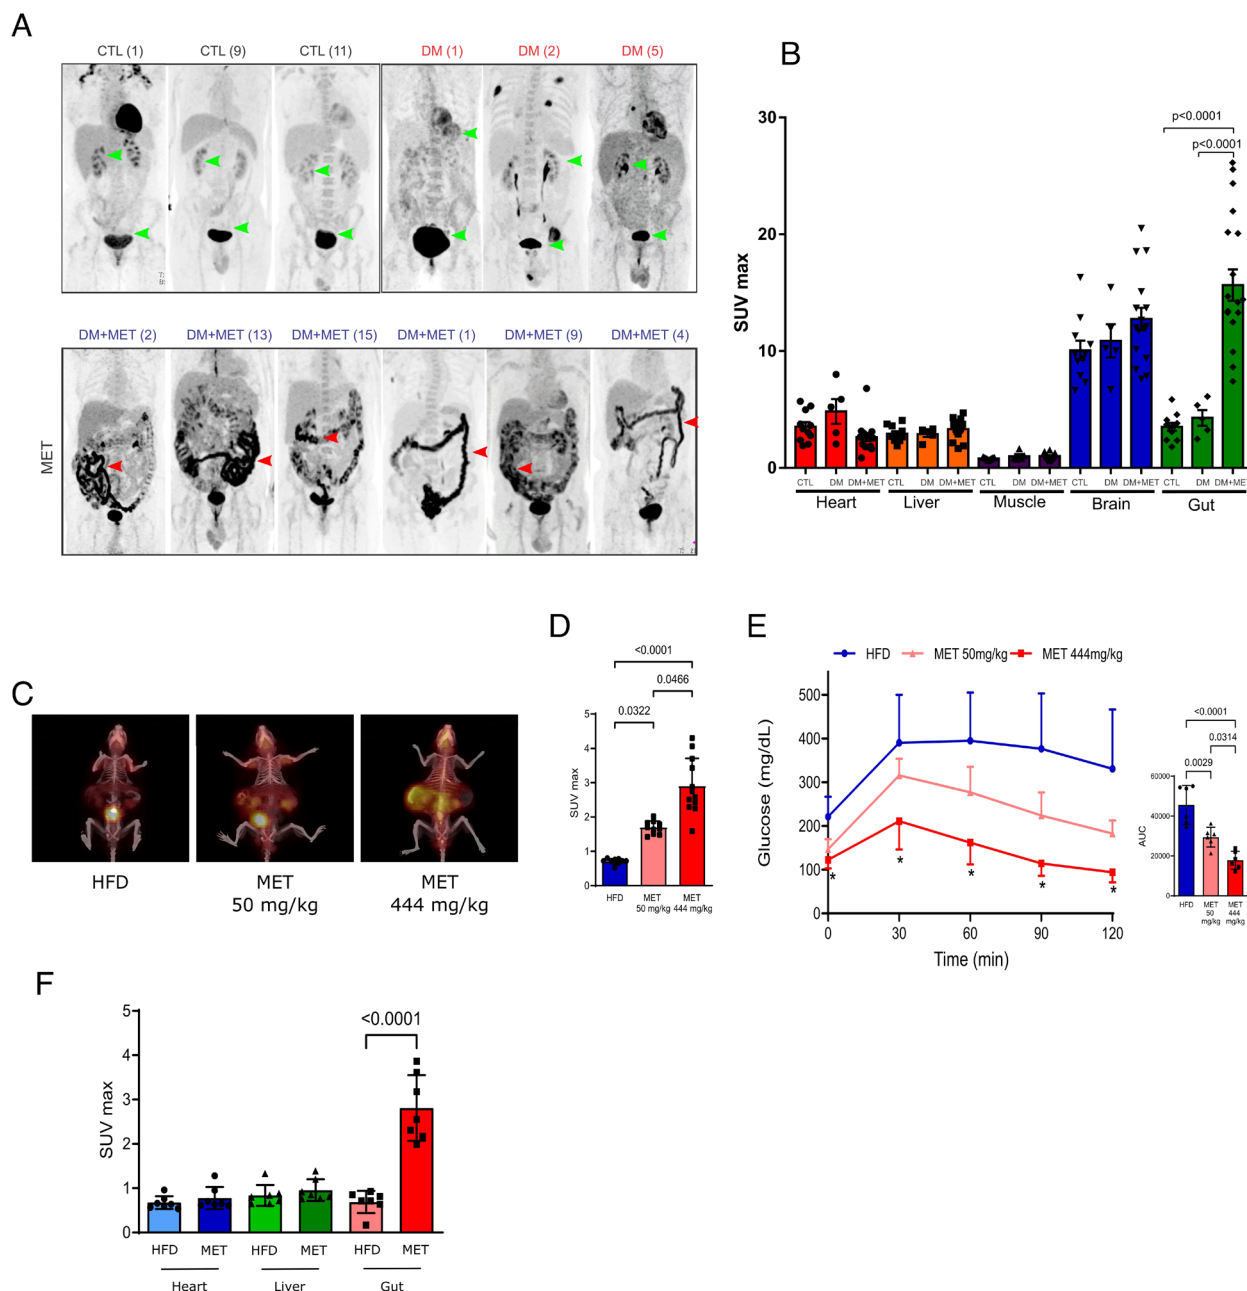 A
CTL (1) CTL (9) CTL (11) DM (1) DM (2) DM (5)
DM+MET (2) DM+MET (13) DM+MET (15) DM+MET (1) DM+MET (9) DM+MET (4)
MET
B
30
20
10
0
SUV max
p<0.0001
p<0.0001
CTL DM DM+MET CTL DM DM+MET CTL DM DM+MET CTL DM DM+MET CTL DM DM+MET
Heart Liver Muscle Brain Gut
C
HFD MET MET
50 mg/kg 444 mg/kg
D
<0.0001
0.0466
0.0322
5
4
3
2
1
0
SUV max
HFD MET MET
50 mg/kg 444 mg/kg
E
HFD MET 50mg/kg MET 444mg/kg
500
400
300
200
100
0
Glucose (mg/dL)
* * * * *
0 30 60 90 120
Time (min)
<0.0001
0.0314
0.0029
60000
40000
20000
0
AUC
HFD MET MET
50 444
mg/kg mg/kg
F
<0.0001
5
4
3
2
1
0
SUV max
HFD MET HFD MET HFD MET
Heart Liver Gut